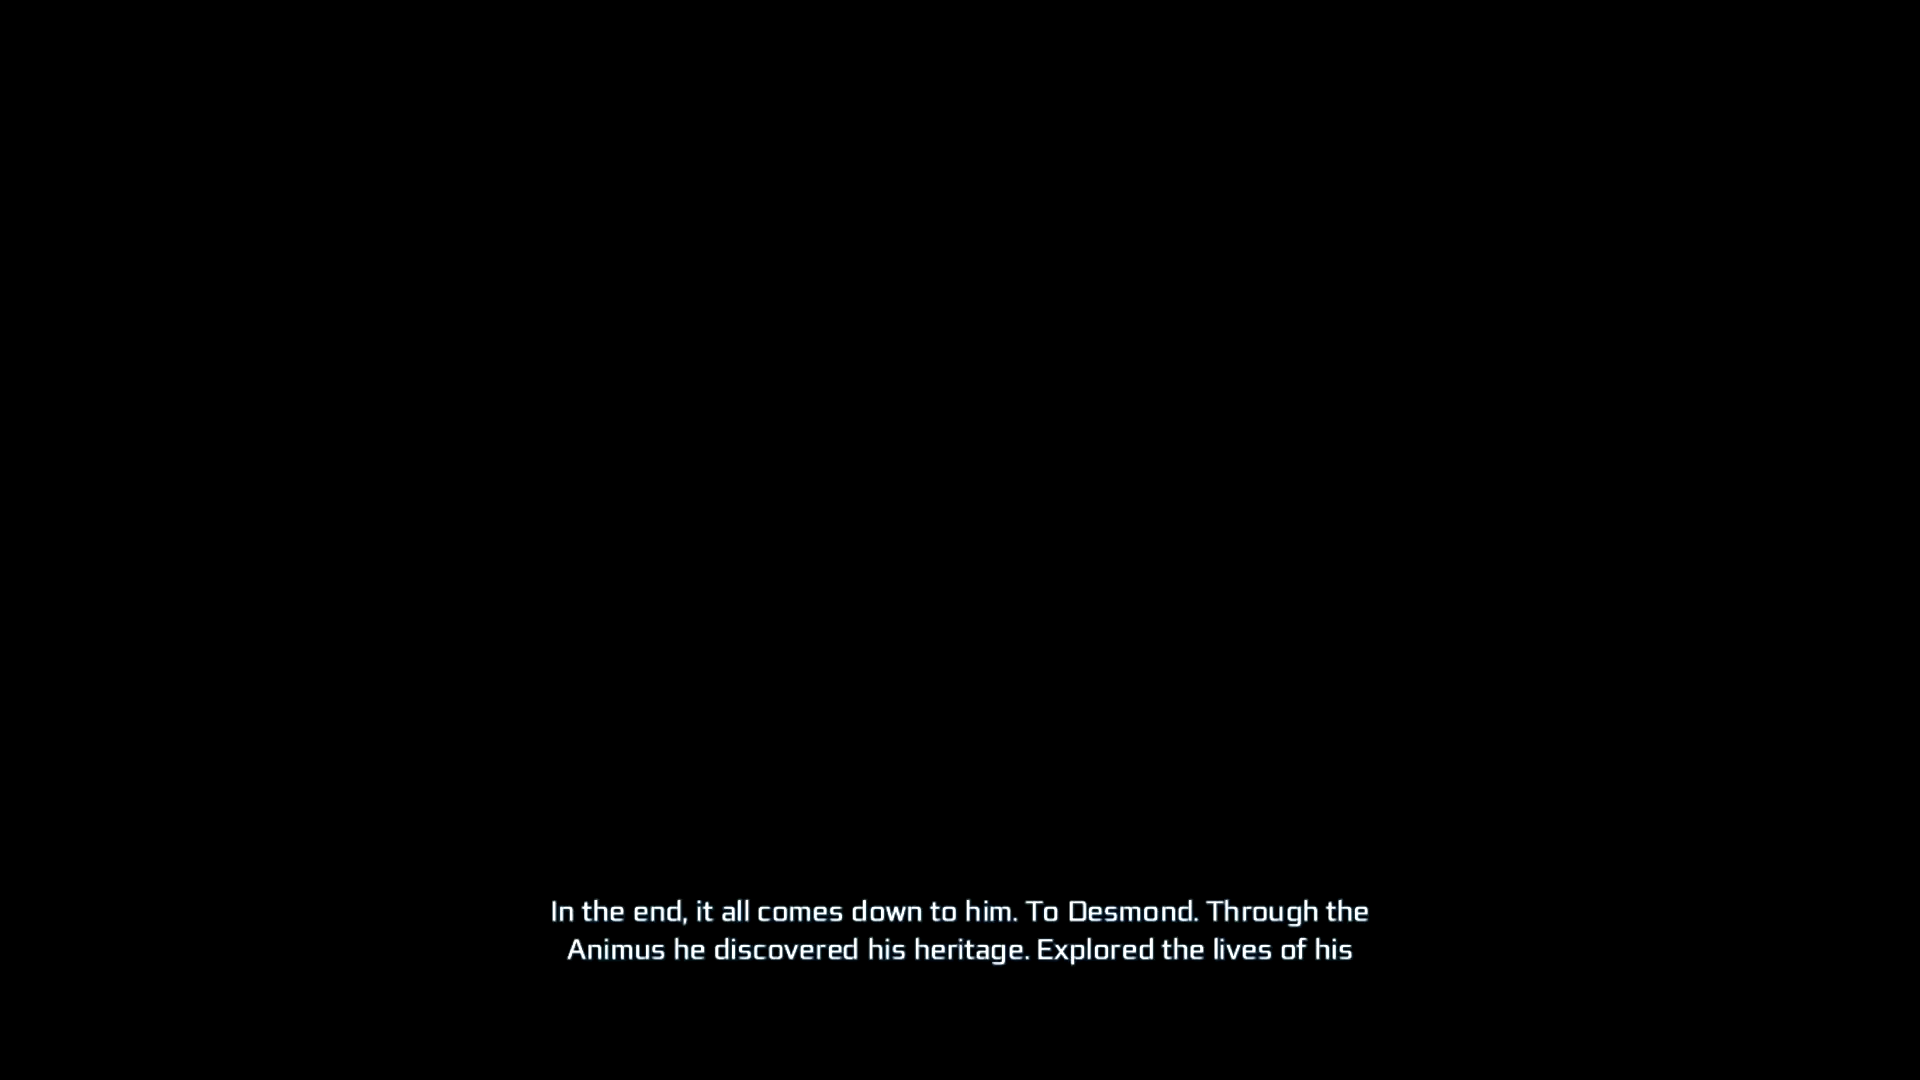 In the end, it all comes down to him. To Desmond. Through the
Animus he discovered his heritage. Explored the lives of his